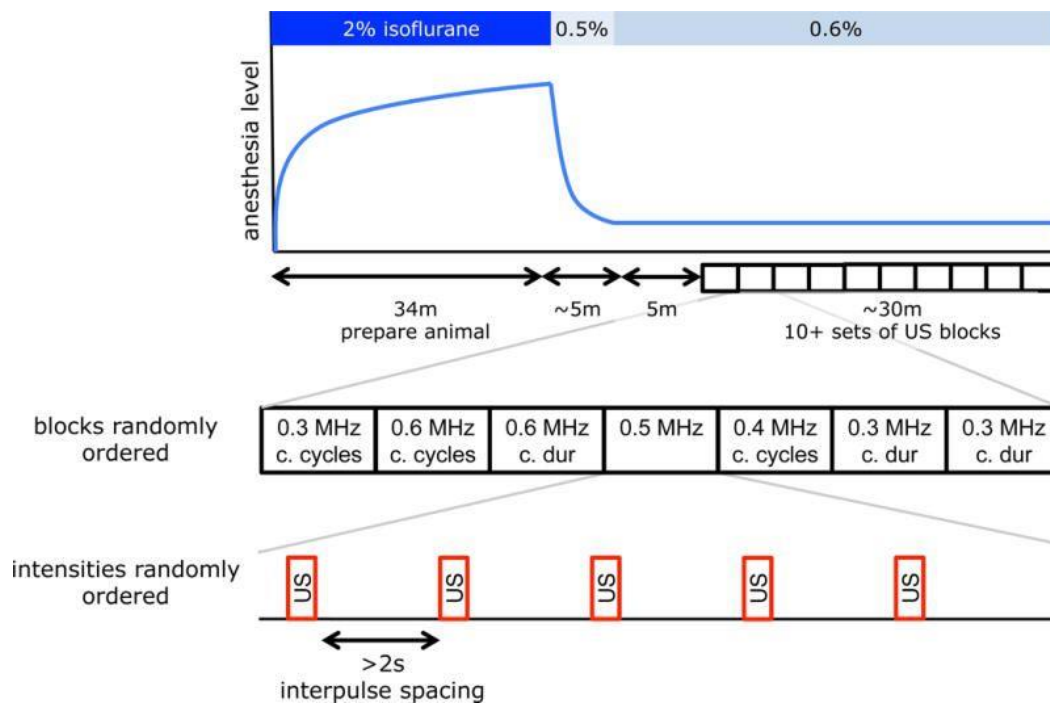 2% isoflurane
0.5%
0.6%
anesthesia level
34m
prepare animal
~5m
5m
~30m
10+ sets of US blocks
blocks randomly
ordered
0.3 MHz
c. cycles
0.6 MHz
c. cycles
0.6 MHz
c. dur
0.5 MHz
0.4 MHz
c. cycles
0.3 MHz
c. dur
0.3 MHz
c. dur
intensities randomly
ordered
US
US
US
US
US
>2s
interpulse spacing